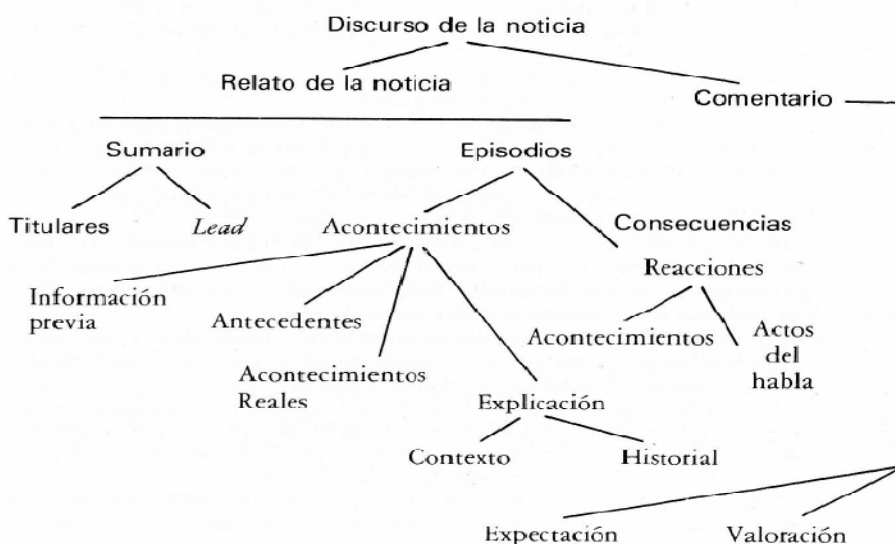 Discurso de la noticia
Relato de la noticia
Comentario
Sumario
Episodios
Titulares
Lead
Acontecimientos
Consecuencias
Reacciones
Información
previa
Antecedentes
Acontecimientos
Reales
Acontecimientos
Actos
del
habla
Explicación
Contexto
Historial
Expectación
Valoración